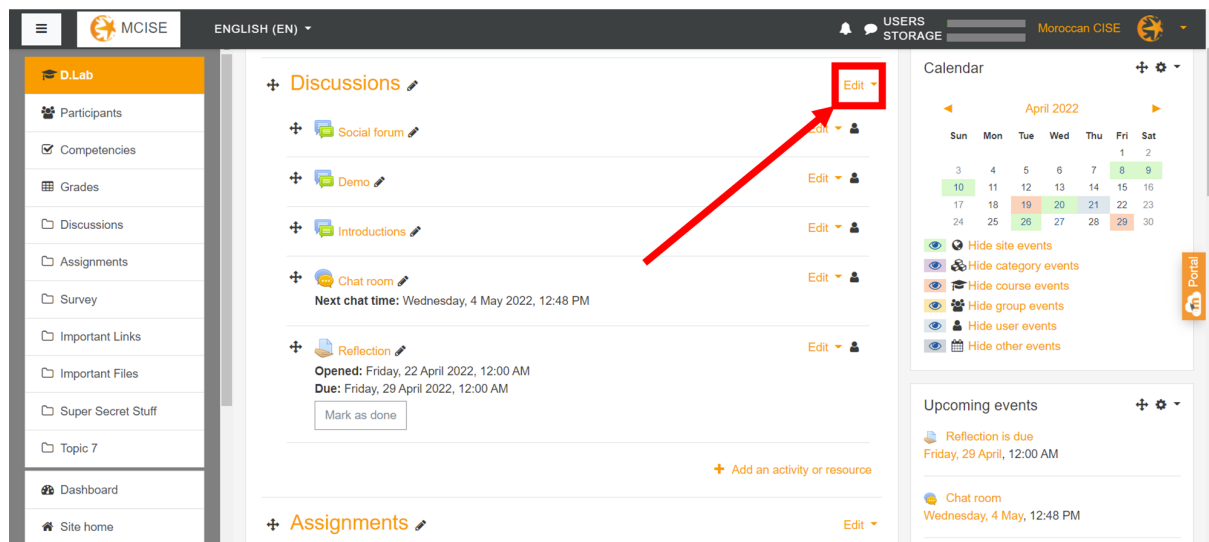 MCISE
ENGLISH (EN)
USERS
STORAGE
Moroccan CISE
D.Lab
Participants
Competencies
Grades
Discussions
Assignments
Survey
Important Links
Important Files
Super Secret Stuff
Topic 7
Dashboard
Site home
Discussions
Edit
Social forum
Edit
Demo
Edit
Introductions
Edit
Chat room
Edit
Next chat time: Wednesday, 4 May 2022, 12:48 PM
Reflection
Edit
Opened: Friday, 22 April 2022, 12:00 AM
Due: Friday, 29 April 2022, 12:00 AM
Mark as done
Add an activity or resource
Assignments
Edit
Calendar
April 2022
Sun Mon Tue Wed Thu Fri Sat
1 2
3 4 5 6 7 8 9
10 11 12 13 14 15 16
17 18 19 20 21 22 23
24 25 26 27 28 29 30
Hide site events
Hide category events
Hide course events
Hide group events
Hide user events
Hide other events
Upcoming events
Reflection is due
Friday, 29 April, 12:00 AM
Chat room
Wednesday, 4 May, 12:48 PM
Portal